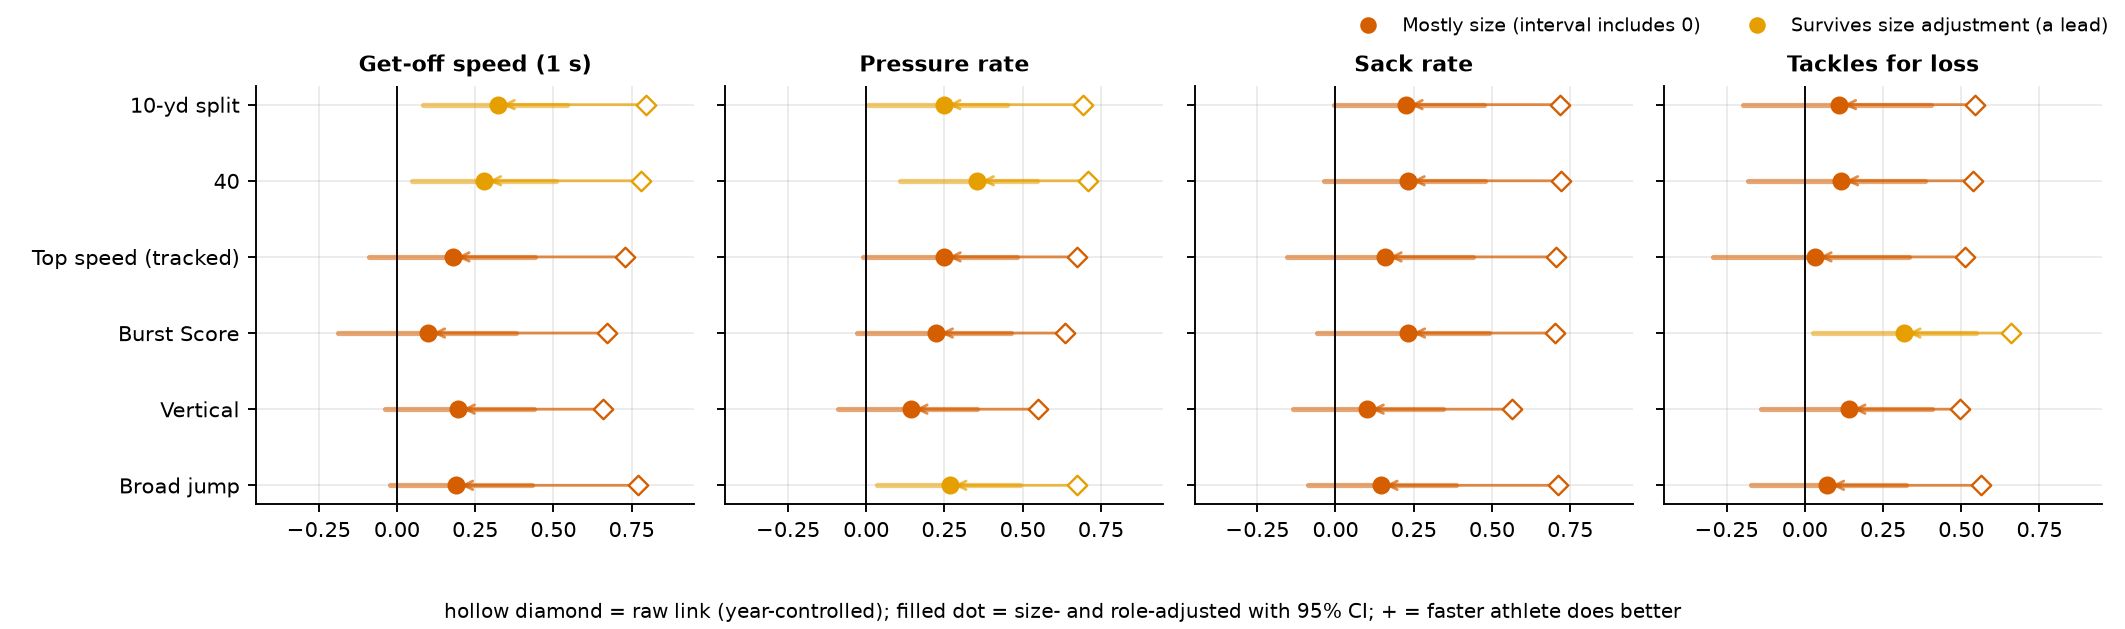 Mostly size (interval includes 0)
Survives size adjustment (a lead)
Get-off speed (1 s)
Pressure rate
Sack rate
Tackles for loss
10-yd split
40
Top speed (tracked)
Burst Score
Vertical
Broad jump
−0.25 0.00 0.25 0.50 0.75
−0.25 0.00 0.25 0.50 0.75
−0.25 0.00 0.25 0.50 0.75
−0.25 0.00 0.25 0.50 0.75
hollow diamond = raw link (year-controlled); filled dot = size- and role-adjusted with 95% CI; + = faster athlete does better